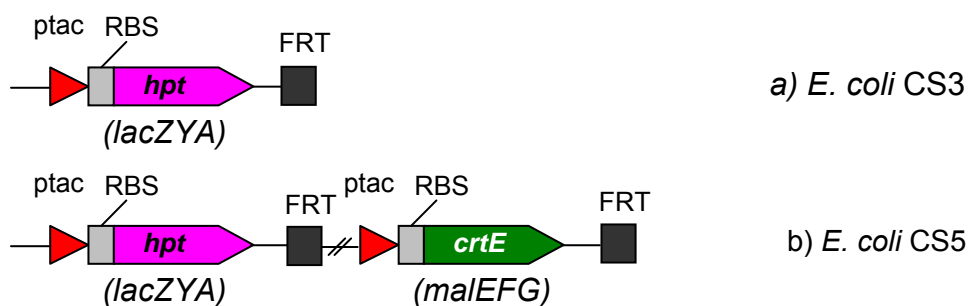 ptac RBS FRT
hpt
a) E. coli CS3
(lacZYA)
ptac RBS FRT ptac RBS FRT
hpt crtE
b) E. coli CS5
(lacZYA) (malEFG)